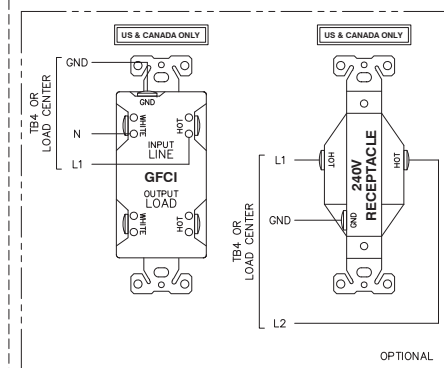 US & CANADA ONLY
GND
TB4 OR
LOAD CENTER
N
L1
GND
WHITE
HOT
INPUT
LINE
GFCI
OUTPUT
LOAD
WHITE
HOT
US & CANADA ONLY
L1
HOT
240V
RECEPTACLE
HOT
GND
GND
TB4 OR
LOAD CENTER
L2
OPTIONAL